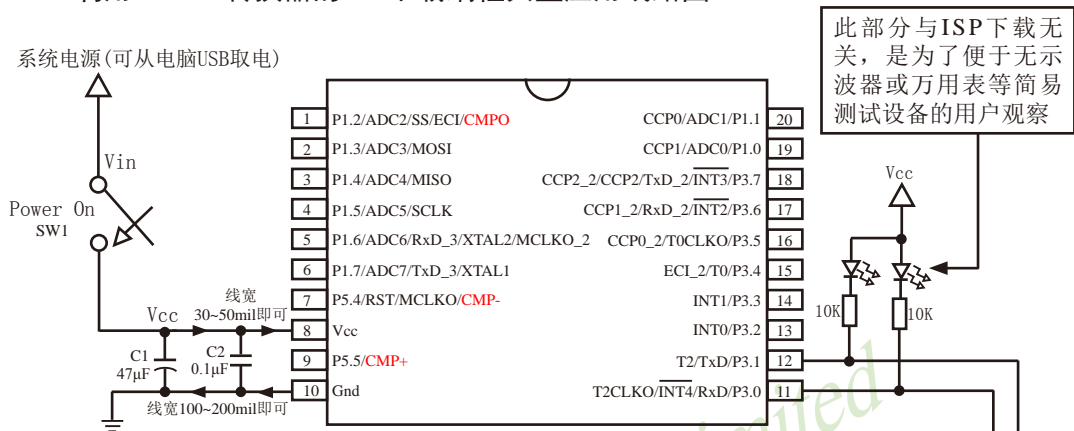 此部分与ISP下载无
关，是为了便于无示
波器或万用表等简易
测试设备的用户观察
系统电源(可从电脑USB取电)
Vin
Power On
SW1
Vcc
线宽
30~50mil即可
C1
47μF
C2
0.1μF
线宽100~200mil即可
1 P1.2/ADC2/SS/ECI/CMPO
2 P1.3/ADC3/MOSI
3 P1.4/ADC4/MISO
4 P1.5/ADC5/SCLK
5 P1.6/ADC6/RxD_3/XTAL2/MCLKO_2
6 P1.7/ADC7/TxD_3/XTAL1
7 P5.4/RST/MCLKO/CMP-
8 Vcc
9 P5.5/CMP+
10 Gnd
CCP0/ADC1/P1.1 20
CCP1/ADC0/P1.0 19
CCP2_2/CCP2/TxD_2/INT3/P3.7 18
CCP1_2/RxD_2/INT2/P3.6 17
CCP0_2/T0CLKO/P3.5 16
ECI_2/T0/P3.4 15
INT1/P3.3 14
INT0/P3.2 13
T2/TxD/P3.1 12
T2CLKO/INT4/RxD/P3.0 11
Vcc
10K
10K
imited